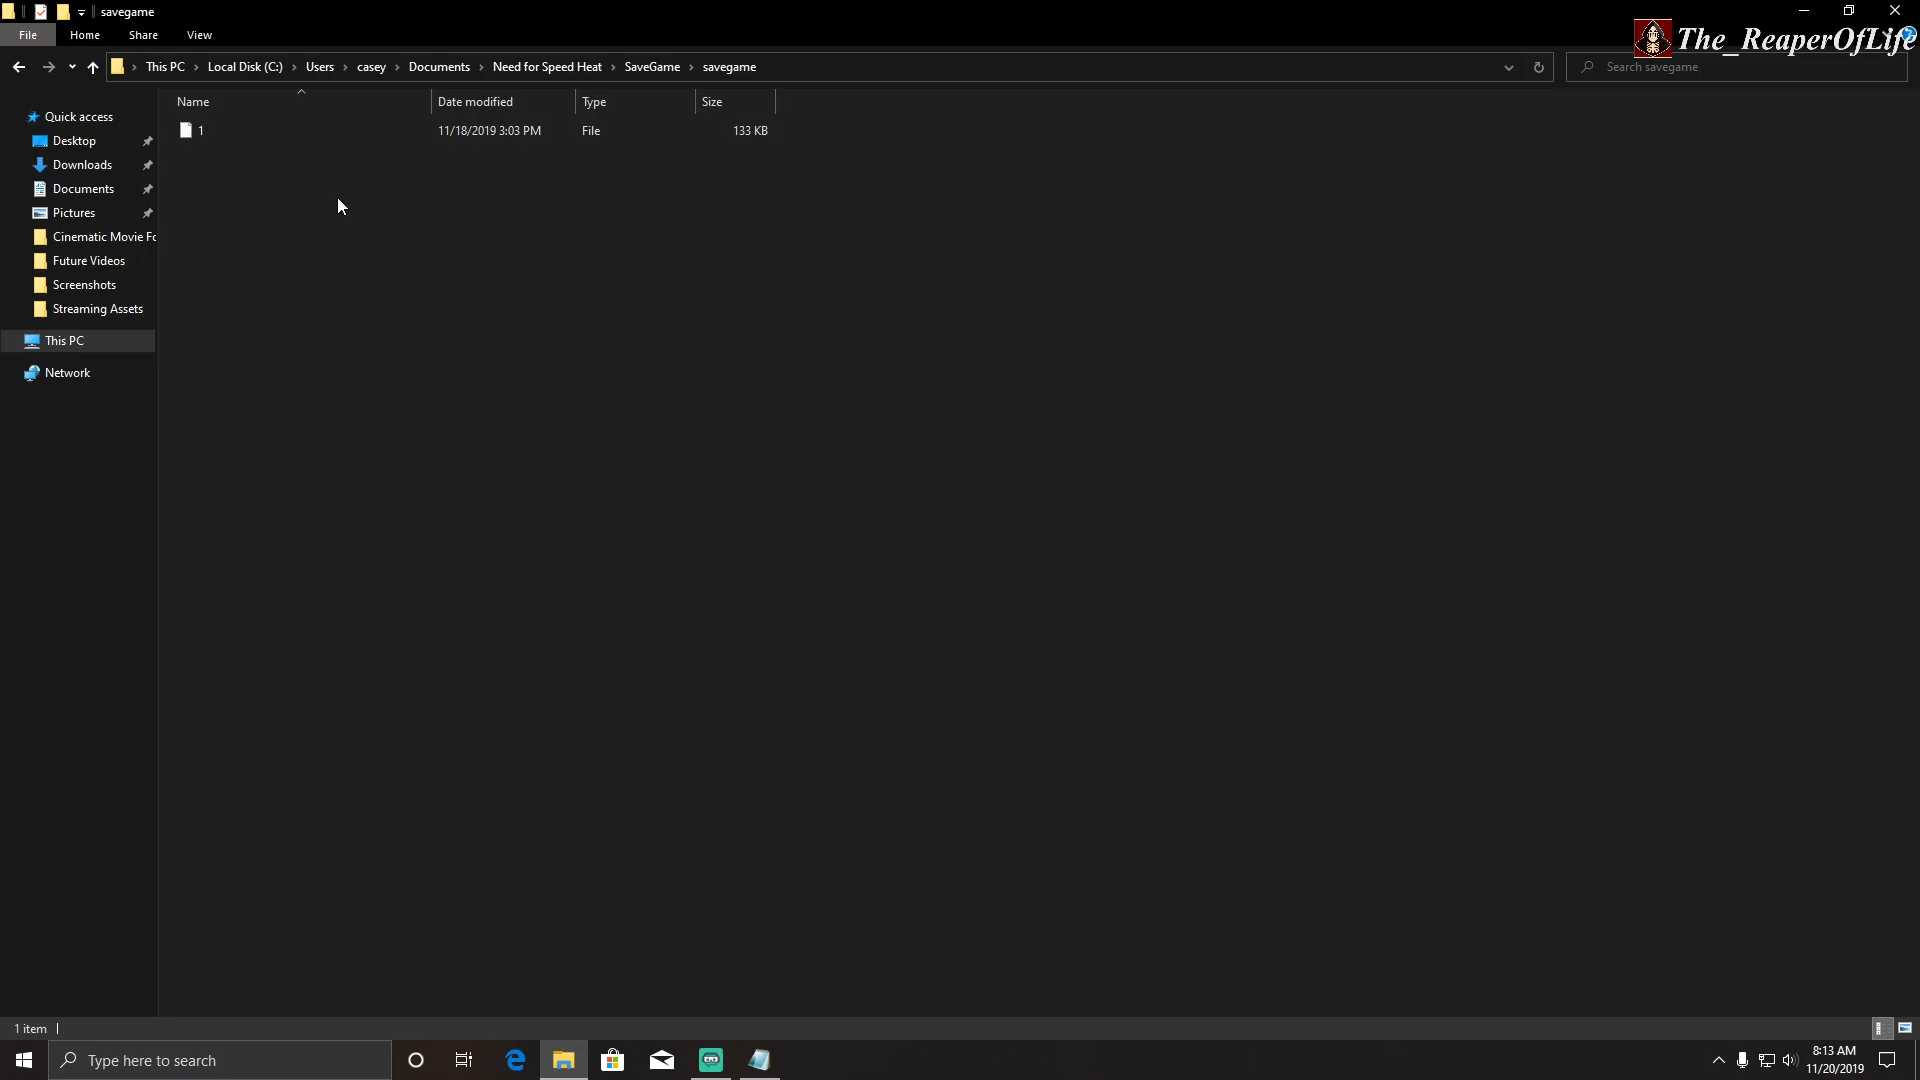 savegame
File Home Share View
The_ReaperOfLife
This PC Local Disk (C:) Users casey Documents Need for Speed Heat SaveGame savegame
Search savegame
Name Date modified Type Size
1 11/18/2019 3:03 PM File 133 KB
Quick access
Desktop
Downloads
Documents
Pictures
Cinematic Movie Fo
Future Videos
Screenshots
Streaming Assets
This PC
Network
1 item
Type here to search
8:13 AM
11/20/2019